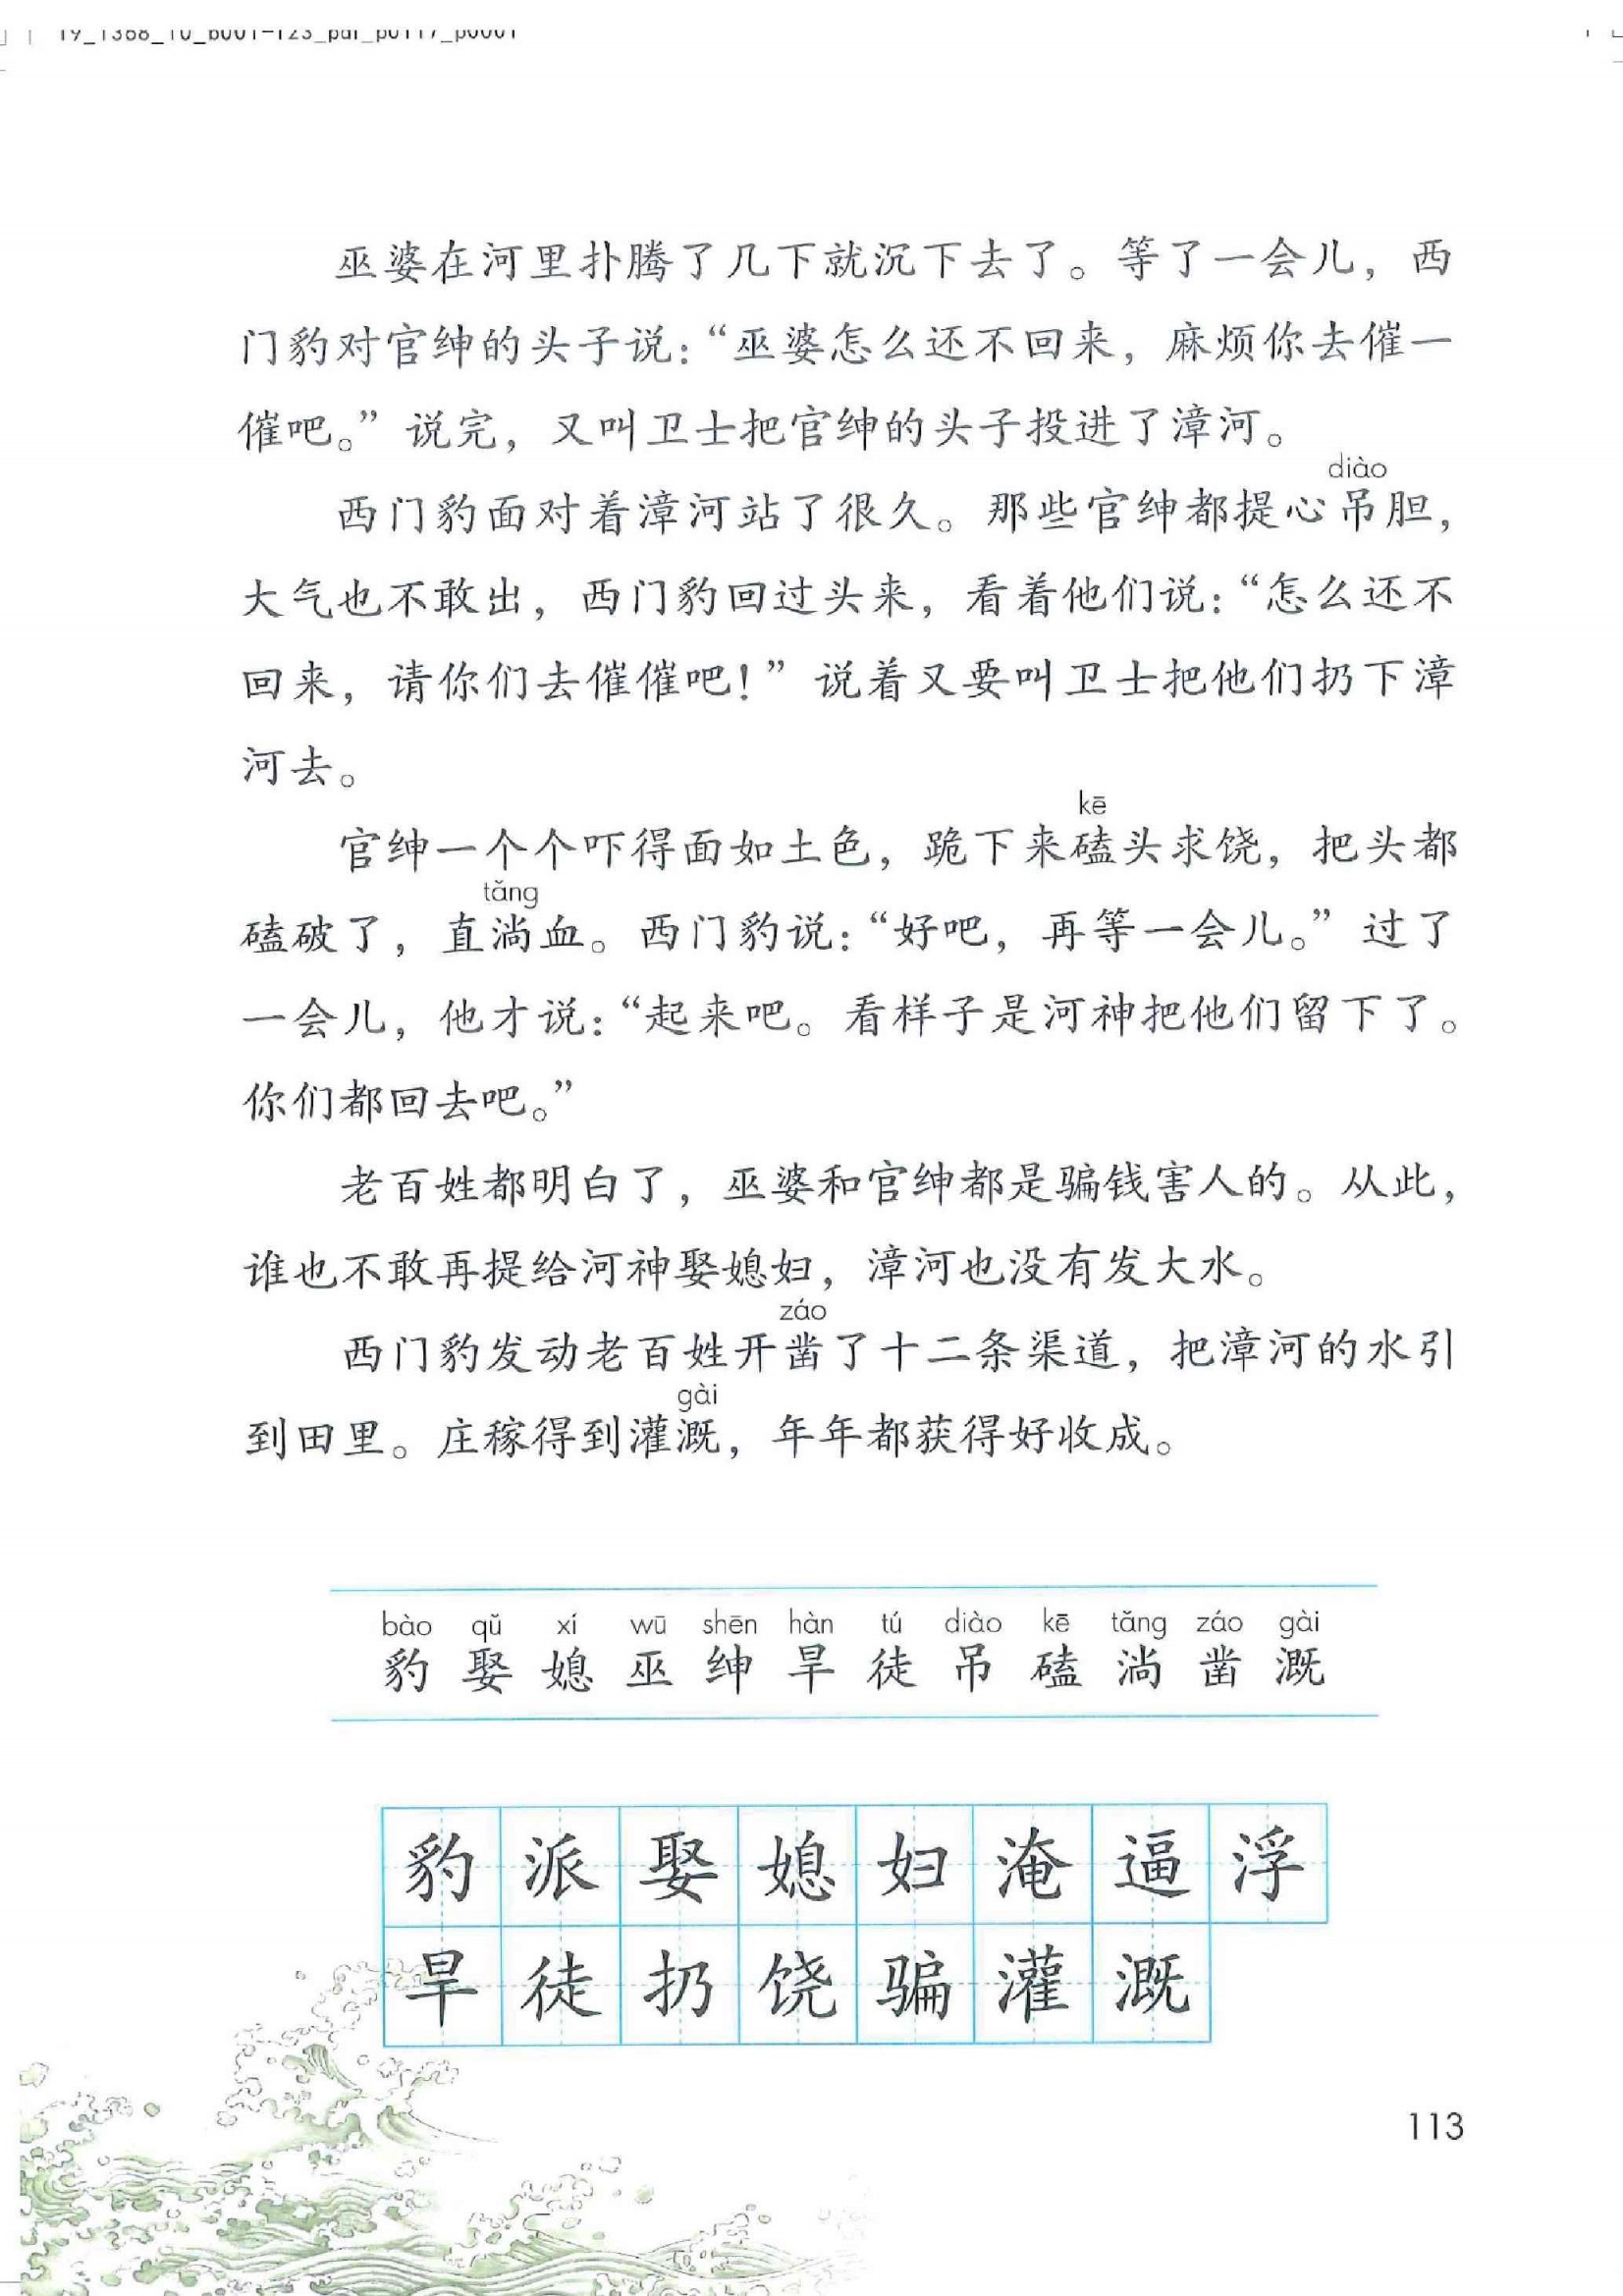 巫婆在河里扑腾了几下就沉下去了。等了一会儿，西
门豹对官绅的头子说：“巫婆怎么还不回来，麻烦你去催一
催吧。”说完，又叫卫士把官绅的头子投进了漳河。
diào
西门豹面对着漳河站了很久。那些官绅都提心吊胆，
大气也不敢出，西门豹回过头来，看着他们说：“怎么还不
回来，请你们去催催吧！”说着又要叫卫士把他们扔下漳
河去。
kē
官绅一个个吓得面如土色，跪下来磕头求饶，把头都
tǎng
磕破了，直淌血。西门豹说：“好吧，再等一会儿。”过了
一会儿，他才说：“起来吧。看样子是河神把他们留下了。
你们都回去吧。”
老百姓都明白了，巫婆和官绅都是骗钱害人的。从此，
谁也不敢再提给河神娶媳妇，漳河也没有发大水。
záo
西门豹发动老百姓开凿了十二条渠道，把漳河的水引
gài
到田里。庄稼得到灌溉，年年都获得好收成。
bào qǔ xí wū shēn hàn tú diào kē tǎng záo gài
豹 娶 媳 巫 绅 旱 徒 吊 磕 淌 凿 溉
豹 派 娶 媳 妇 淹 逼 浮
旱 徒 扔 饶 骗 灌 溉
113